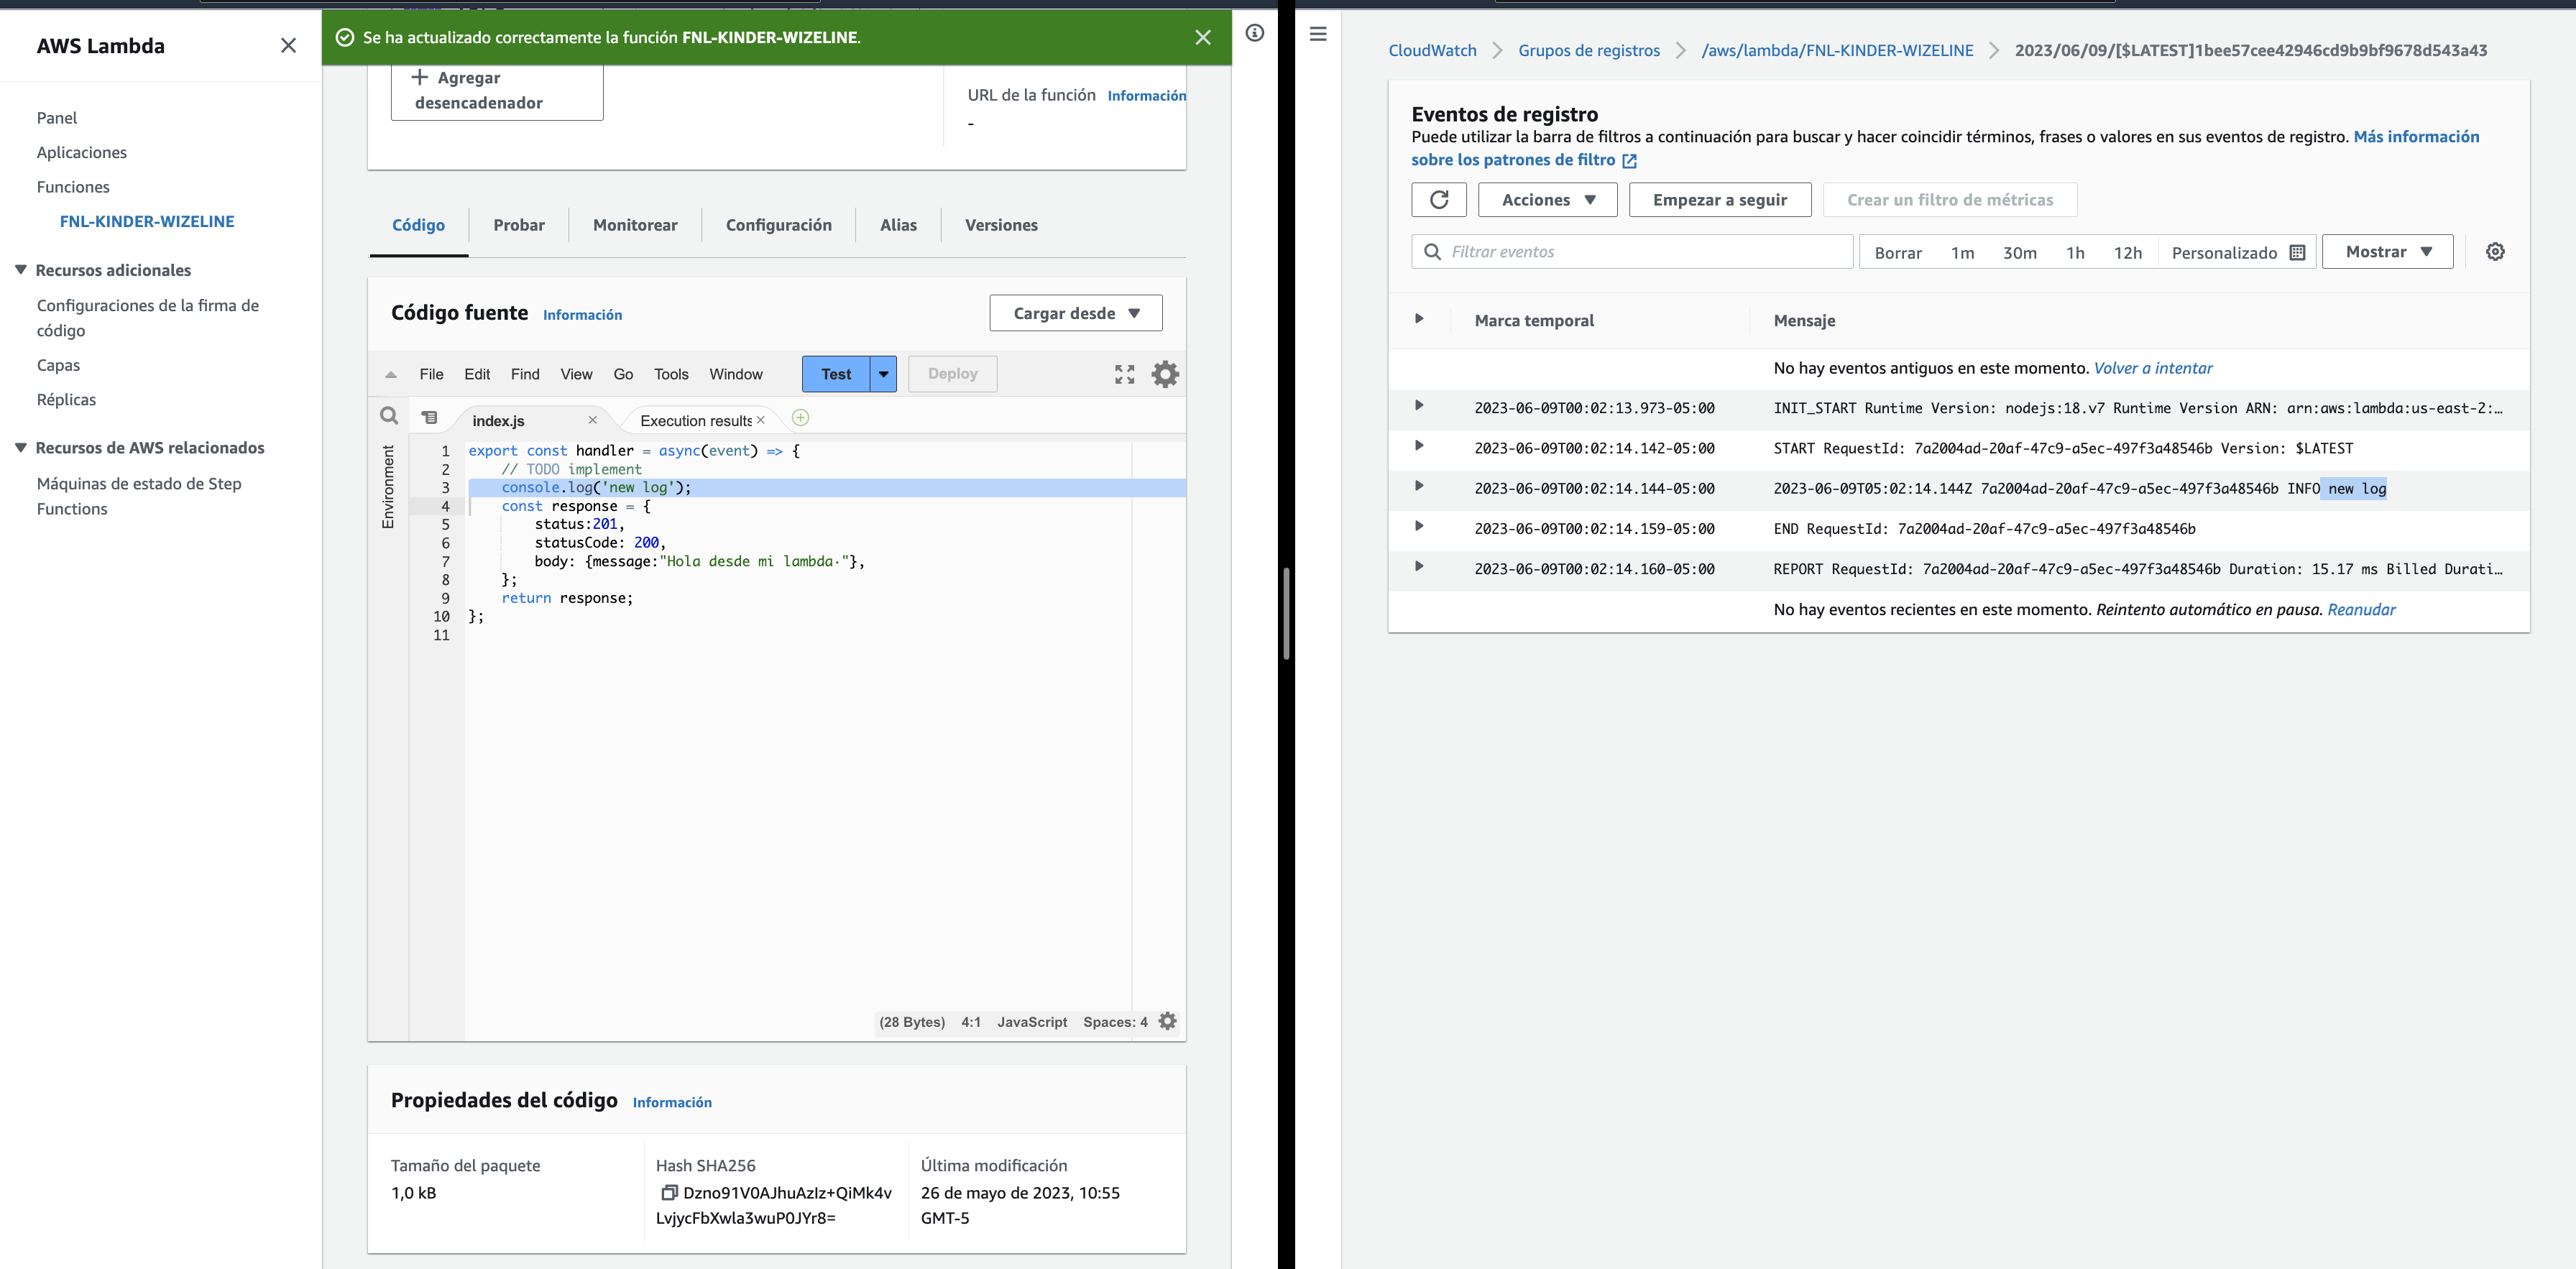 AWS Lambda
Panel
Aplicaciones
Funciones
FNL-KINDER-WIZELINE
Recursos adicionales
Configuraciones de la firma de
código
Capas
Réplicas
Recursos de AWS relacionados
Máquinas de estado de Step
Functions
Se ha actualizado correctamente la función FNL-KINDER-WIZELINE.
Agregar
desencadenador
URL de la función Información
-
Código Probar Monitorear Configuración Alias Versiones
Código fuente Información Cargar desde
File Edit Find View Go Tools Window Test Deploy
index.js Execution results
Environment
1 export const handler = async(event) => {
2 // TODO implement
3 console.log('new log');
4 const response = {
5 status:201,
6 statusCode: 200,
7 body: {message:"Hola desde mi lambda·"},
8 };
9 return response;
10 };
11
(28 Bytes) 4:1 JavaScript Spaces: 4
Propiedades del código Información
Tamaño del paquete
1,0 kB
Hash SHA256
Dzno91V0AJhuAzIz+QiMk4v
LvjycFbXwla3wuP0JYr8=
Última modificación
26 de mayo de 2023, 10:55
GMT-5
CloudWatch Grupos de registros /aws/lambda/FNL-KINDER-WIZELINE 2023/06/09/[$LATEST]1bee57cee42946cd9b9bf9678d543a43
Eventos de registro
Puede utilizar la barra de filtros a continuación para buscar y hacer coincidir términos, frases o valores en sus eventos de registro. Más información
sobre los patrones de filtro
Acciones Empezar a seguir Crear un filtro de métricas
Filtrar eventos Borrar 1m 30m 1h 12h Personalizado Mostrar
Marca temporal Mensaje
No hay eventos antiguos en este momento. Volver a intentar
2023-06-09T00:02:13.973-05:00 INIT_START Runtime Version: nodejs:18.v7 Runtime Version ARN: arn:aws:lambda:us-east-2:…
2023-06-09T00:02:14.142-05:00 START RequestId: 7a2004ad-20af-47c9-a5ec-497f3a48546b Version: $LATEST
2023-06-09T00:02:14.144-05:00 2023-06-09T05:02:14.144Z 7a2004ad-20af-47c9-a5ec-497f3a48546b INFO new log
2023-06-09T00:02:14.159-05:00 END RequestId: 7a2004ad-20af-47c9-a5ec-497f3a48546b
2023-06-09T00:02:14.160-05:00 REPORT RequestId: 7a2004ad-20af-47c9-a5ec-497f3a48546b Duration: 15.17 ms Billed Durati…
No hay eventos recientes en este momento. Reintento automático en pausa. Reanudar